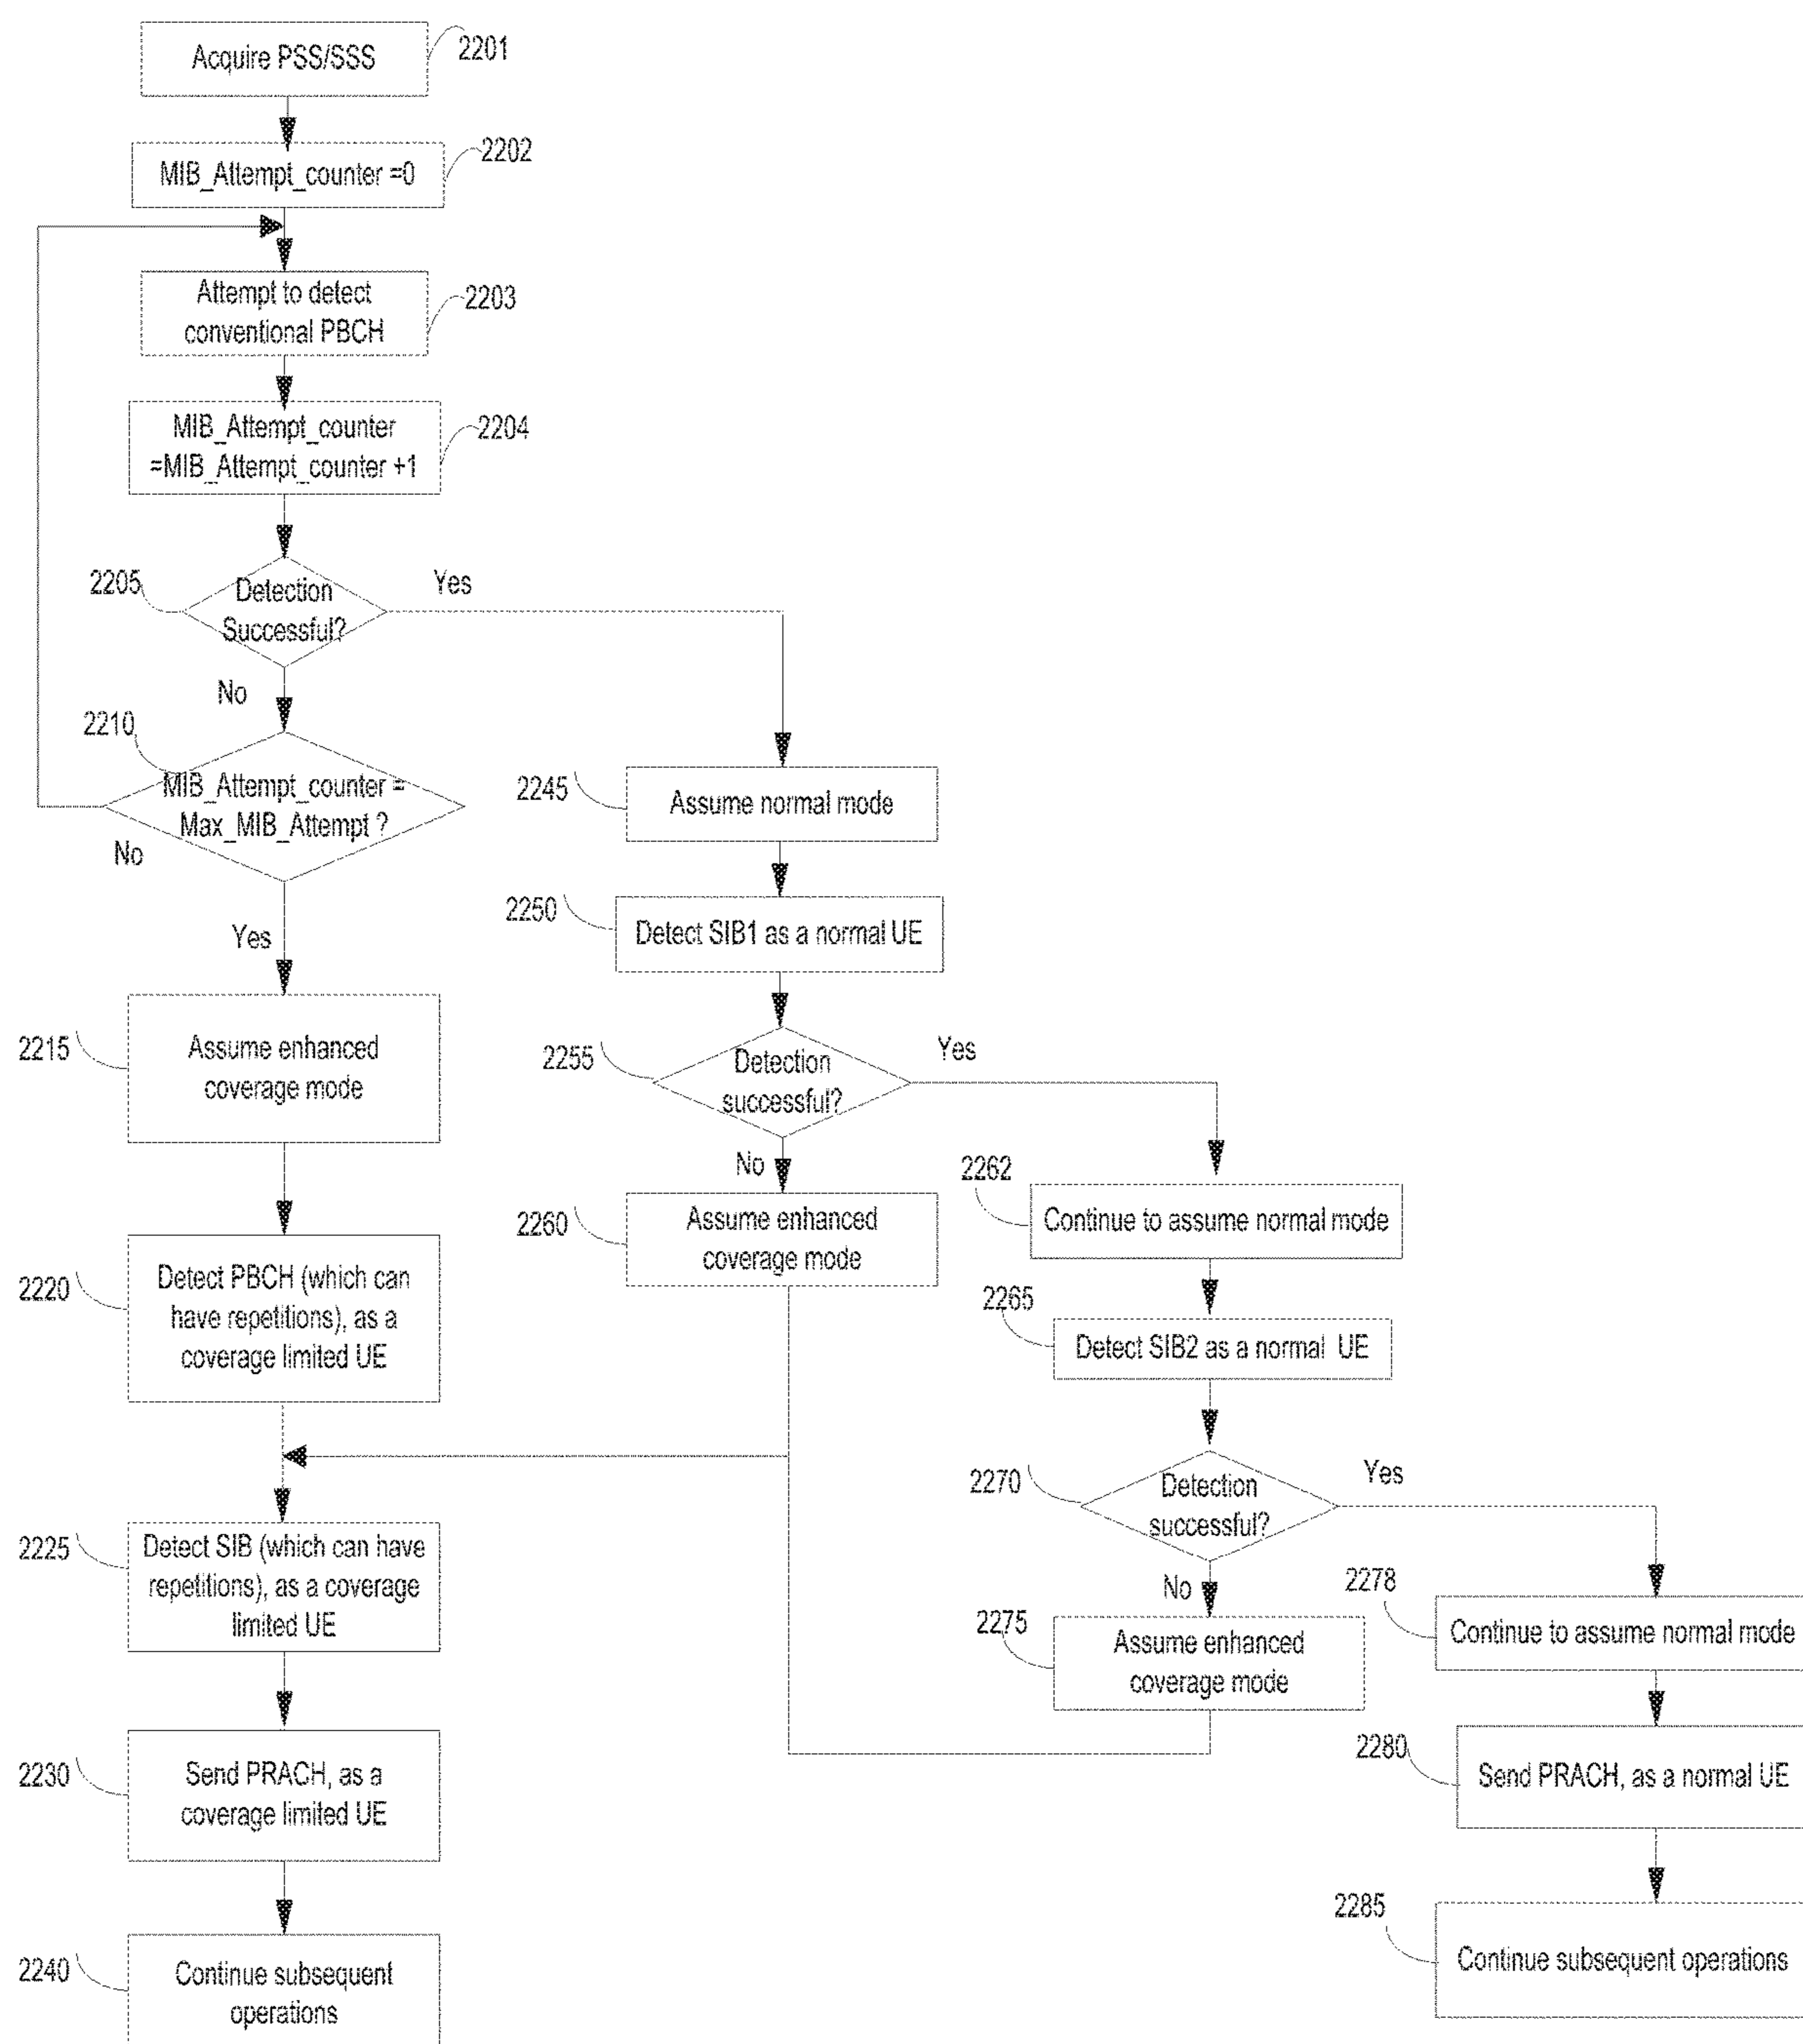 Acquire PSS/SSS
2201
MIB_Attempt_counter =0
2202
Attempt to detect
conventional PBCH
2203
MIB_Attempt_counter
=MIB_Attempt_counter +1
2204
2205
Detection
Successful?
Yes
No
2210
MIB_Attempt_counter =
Max_MIB_Attempt ?
No
Yes
2215
Assume enhanced
coverage mode
2220
Detect PBCH (which can
have repetitions), as a
coverage limited UE
2225
Detect SIB (which can have
repetitions), as a coverage
limited UE
2230
Send PRACH, as a
coverage limited UE
2240
Continue subsequent
operations
2245
Assume normal mode
2250
Detect SIB1 as a normal UE
2255
Detection
successful?
Yes
No
2260
Assume enhanced
coverage mode
2262
Continue to assume normal mode
2265
Detect SIB2 as a normal UE
2270
Detection
successful?
Yes
No
2275
Assume enhanced
coverage mode
2278
Continue to assume normal mode
2280
Send PRACH, as a normal UE
2285
Continue subsequent operations